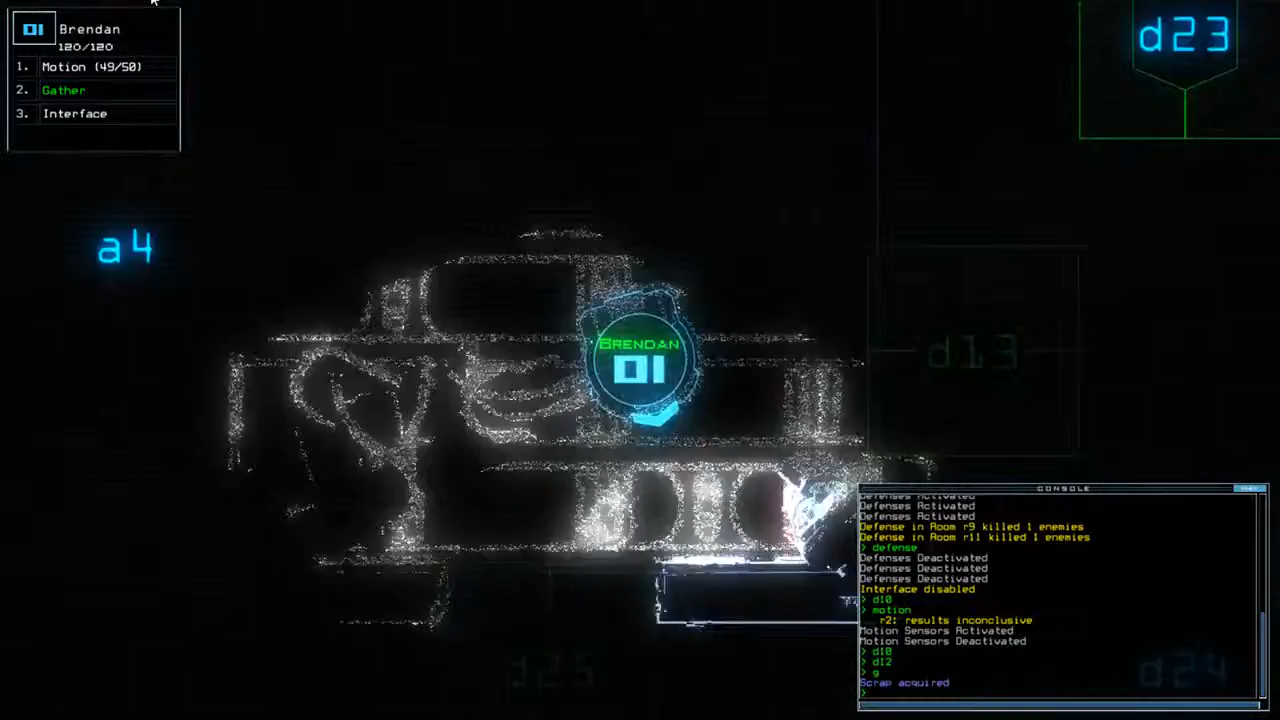 01 Brendan
120/120
1. Motion (49/50)
2. Gather
3. Interface
d23
a4
d13
BRENDAN
01
d25
d24
CONSOLE
Defenses Activated
Defenses Activated
Defenses Activated
Defense in Room r9 killed 1 enemies
Defense in Room r11 killed 1 enemies
> defense
Defenses Deactivated
Defenses Deactivated
Defenses Deactivated
Interface disabled
> d10
> motion
r2: results inconclusive
Motion Sensors Activated
Motion Sensors Deactivated
> d10
> d12
> g
Scrap acquired
>